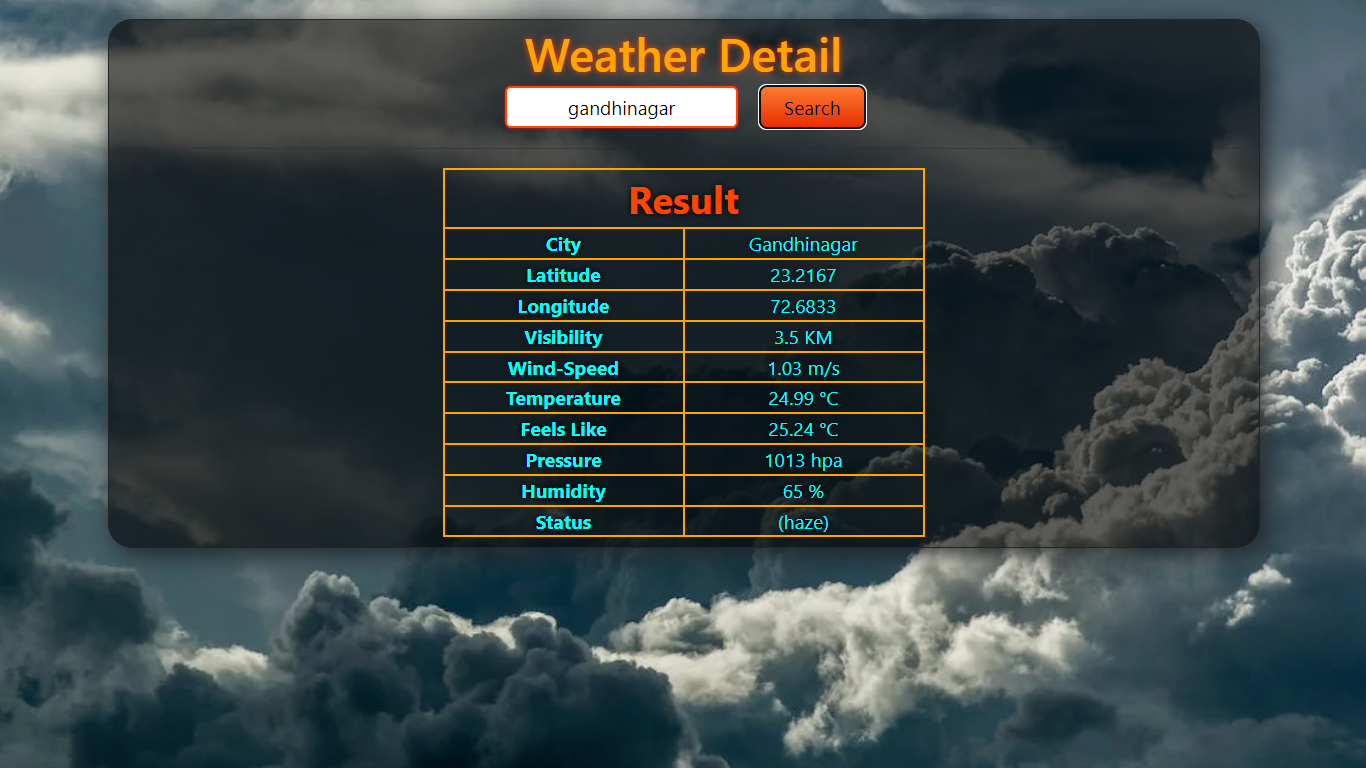 Weather Detail
gandhinagar Search
Result
City Gandhinagar
Latitude 23.2167
Longitude 72.6833
Visibility 3.5 KM
Wind-Speed 1.03 m/s
Temperature 24.99 °C
Feels Like 25.24 °C
Pressure 1013 hpa
Humidity 65 %
Status (haze)